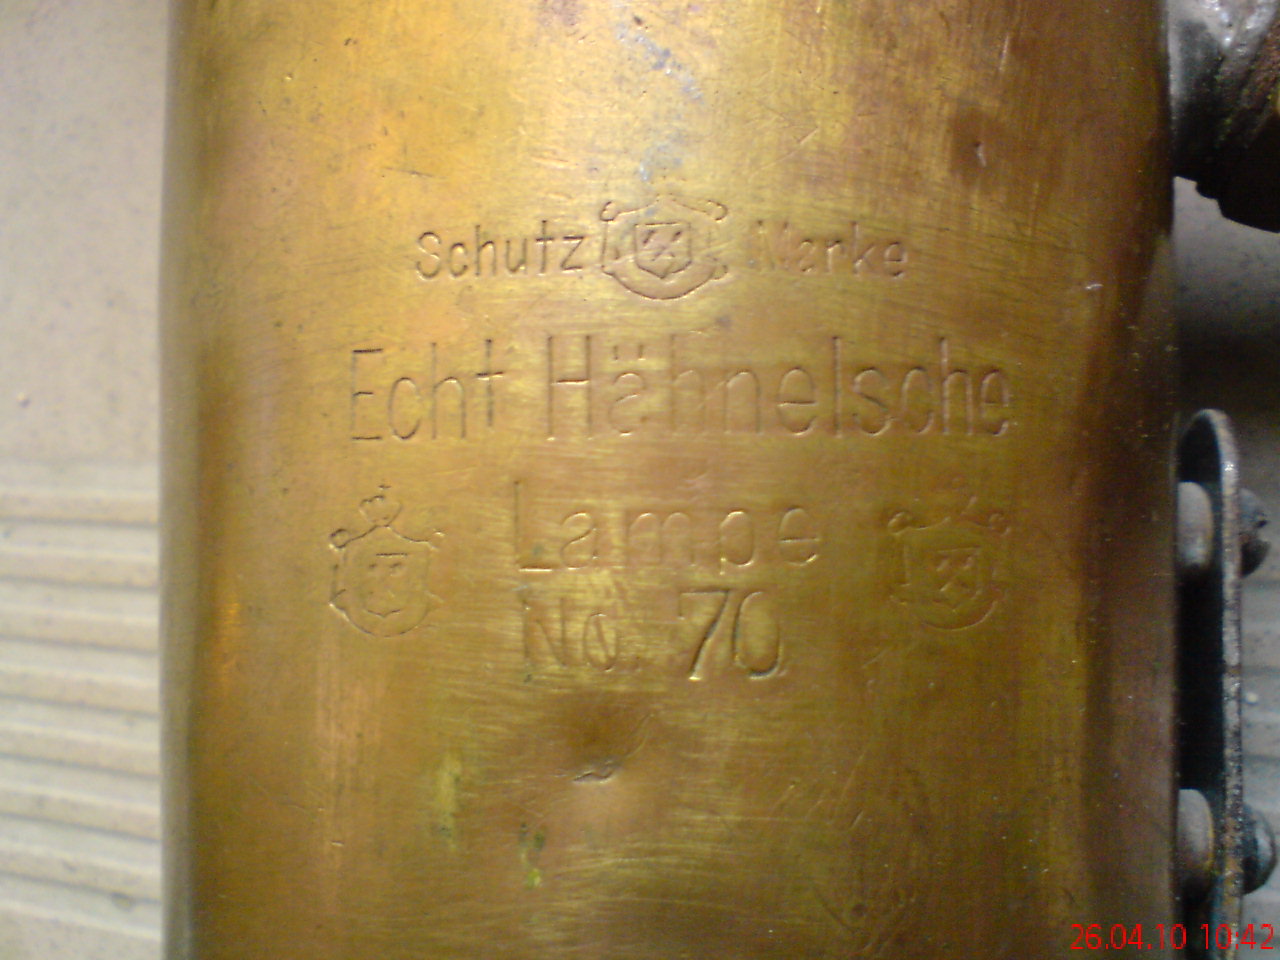 Schutz Marke
Echt Hähnelsche
Lampe
No. 70
26.04.10 10:42